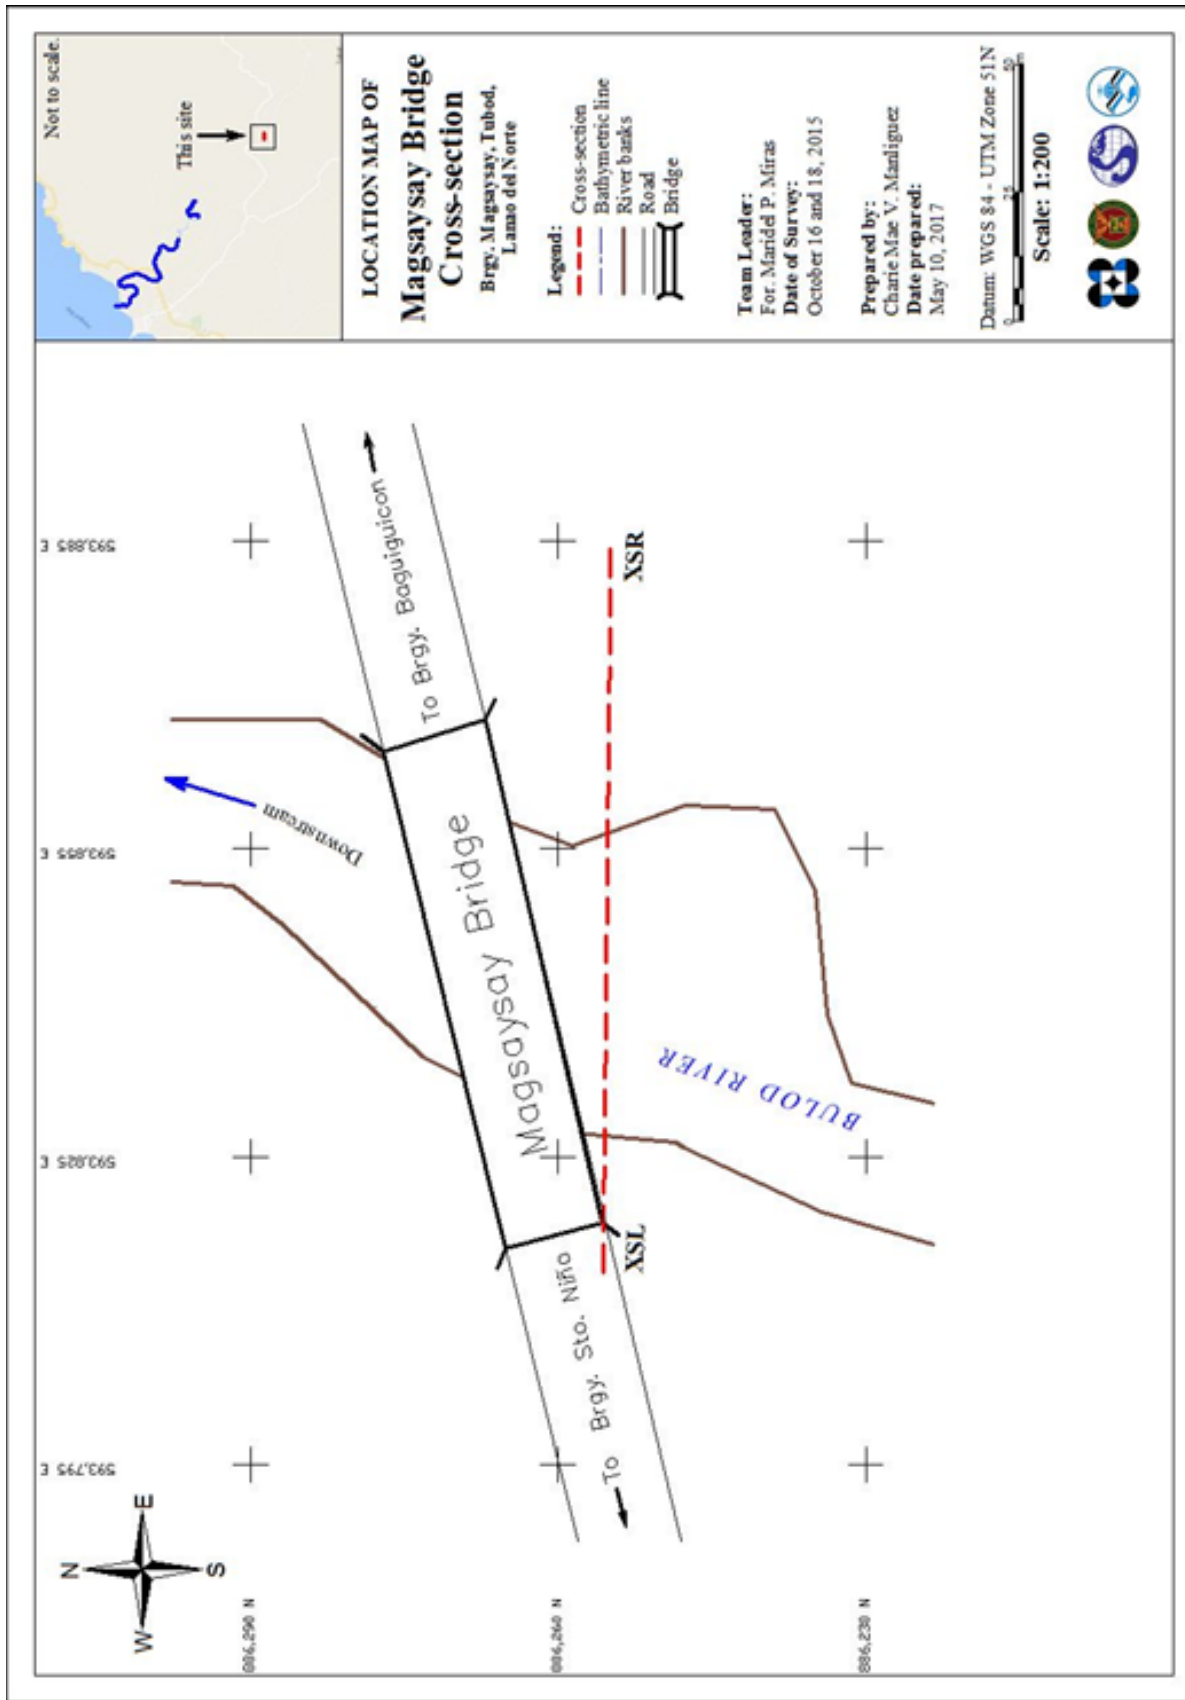 Not to scale.
This site
LOCATION MAP OF
Magsaysay Bridge
Cross-section
Brgy. Magsaysay, Tubod,
Lanao del Norte
Legend:
Cross-section
Bathymetric line
River banks
Road
Bridge
Team Leader:
For. Maridel P. Miras
Date of Survey:
October 16 and 18, 2015
Prepared by:
Charie Mae V. Manliguez
Date prepared:
May 10, 2017
Datum: WGS 84 - UTM Zone 51N
0 25 50 m
Scale: 1:200
593,795 E
593,825 E
593,855 E
593,885 E
886,290 N
886,260 N
886,230 N
N
E
S
W
Downstream
To Brgy. Baguiguicon
Magsaysay Bridge
To Brgy. Sto. Niño
XSL
XSR
BULOD RIVER